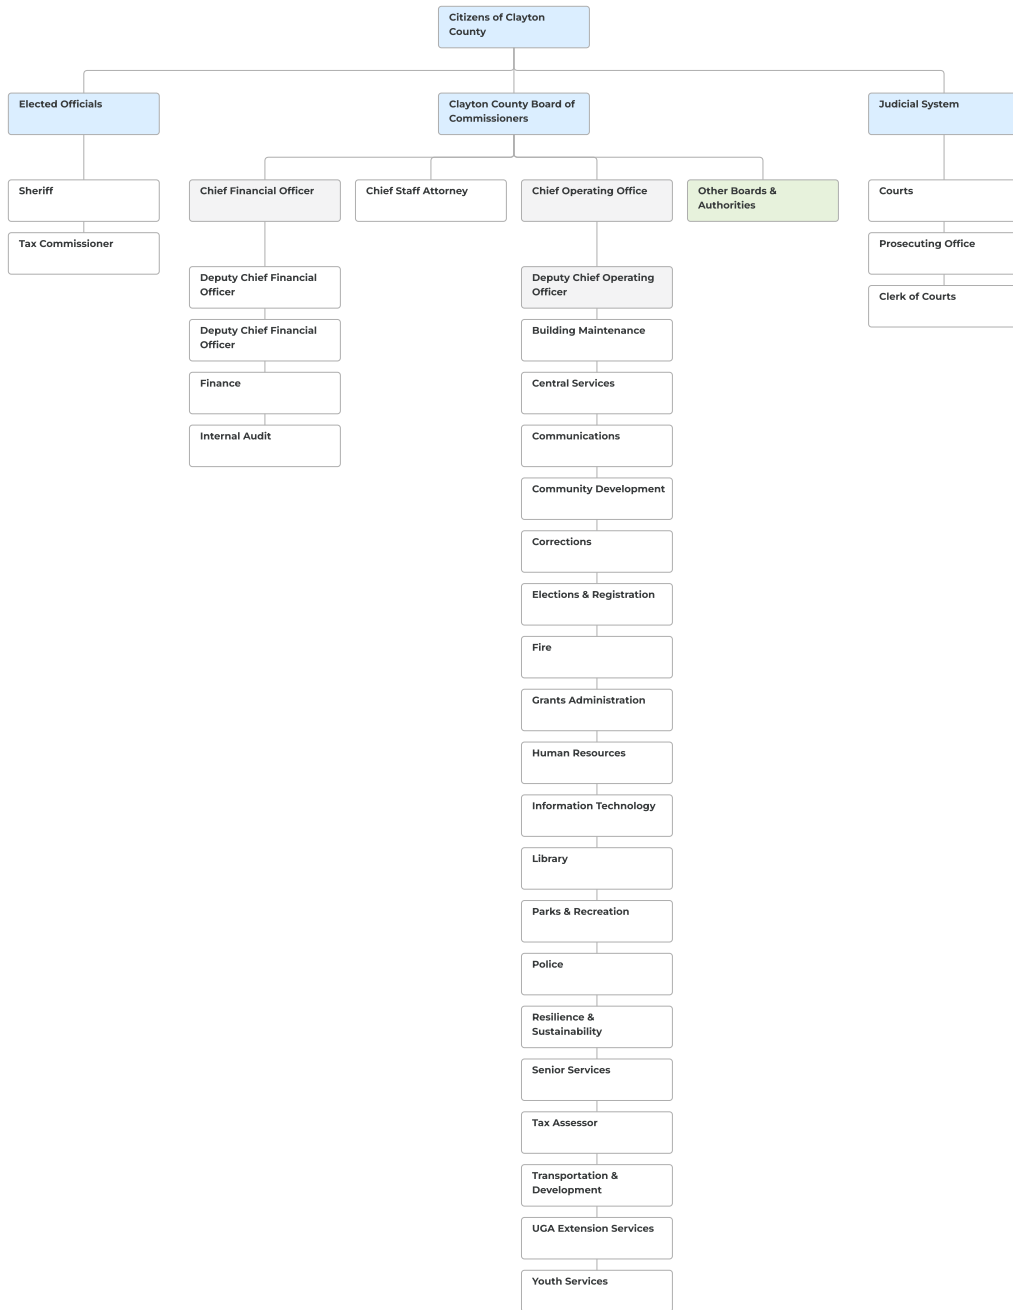 Citizens of Clayton
County
Elected Officials
Clayton County Board of
Commissioners
Judicial System
Sheriff
Chief Financial Officer
Chief Staff Attorney
Chief Operating Office
Other Boards &
Authorities
Courts
Tax Commissioner
Prosecuting Office
Deputy Chief Financial
Officer
Deputy Chief Operating
Officer
Clerk of Courts
Deputy Chief Financial
Officer
Building Maintenance
Finance
Central Services
Internal Audit
Communications
Community Development
Corrections
Elections & Registration
Fire
Grants Administration
Human Resources
Information Technology
Library
Parks & Recreation
Police
Resilience &
Sustainability
Senior Services
Tax Assessor
Transportation &
Development
UGA Extension Services
Youth Services